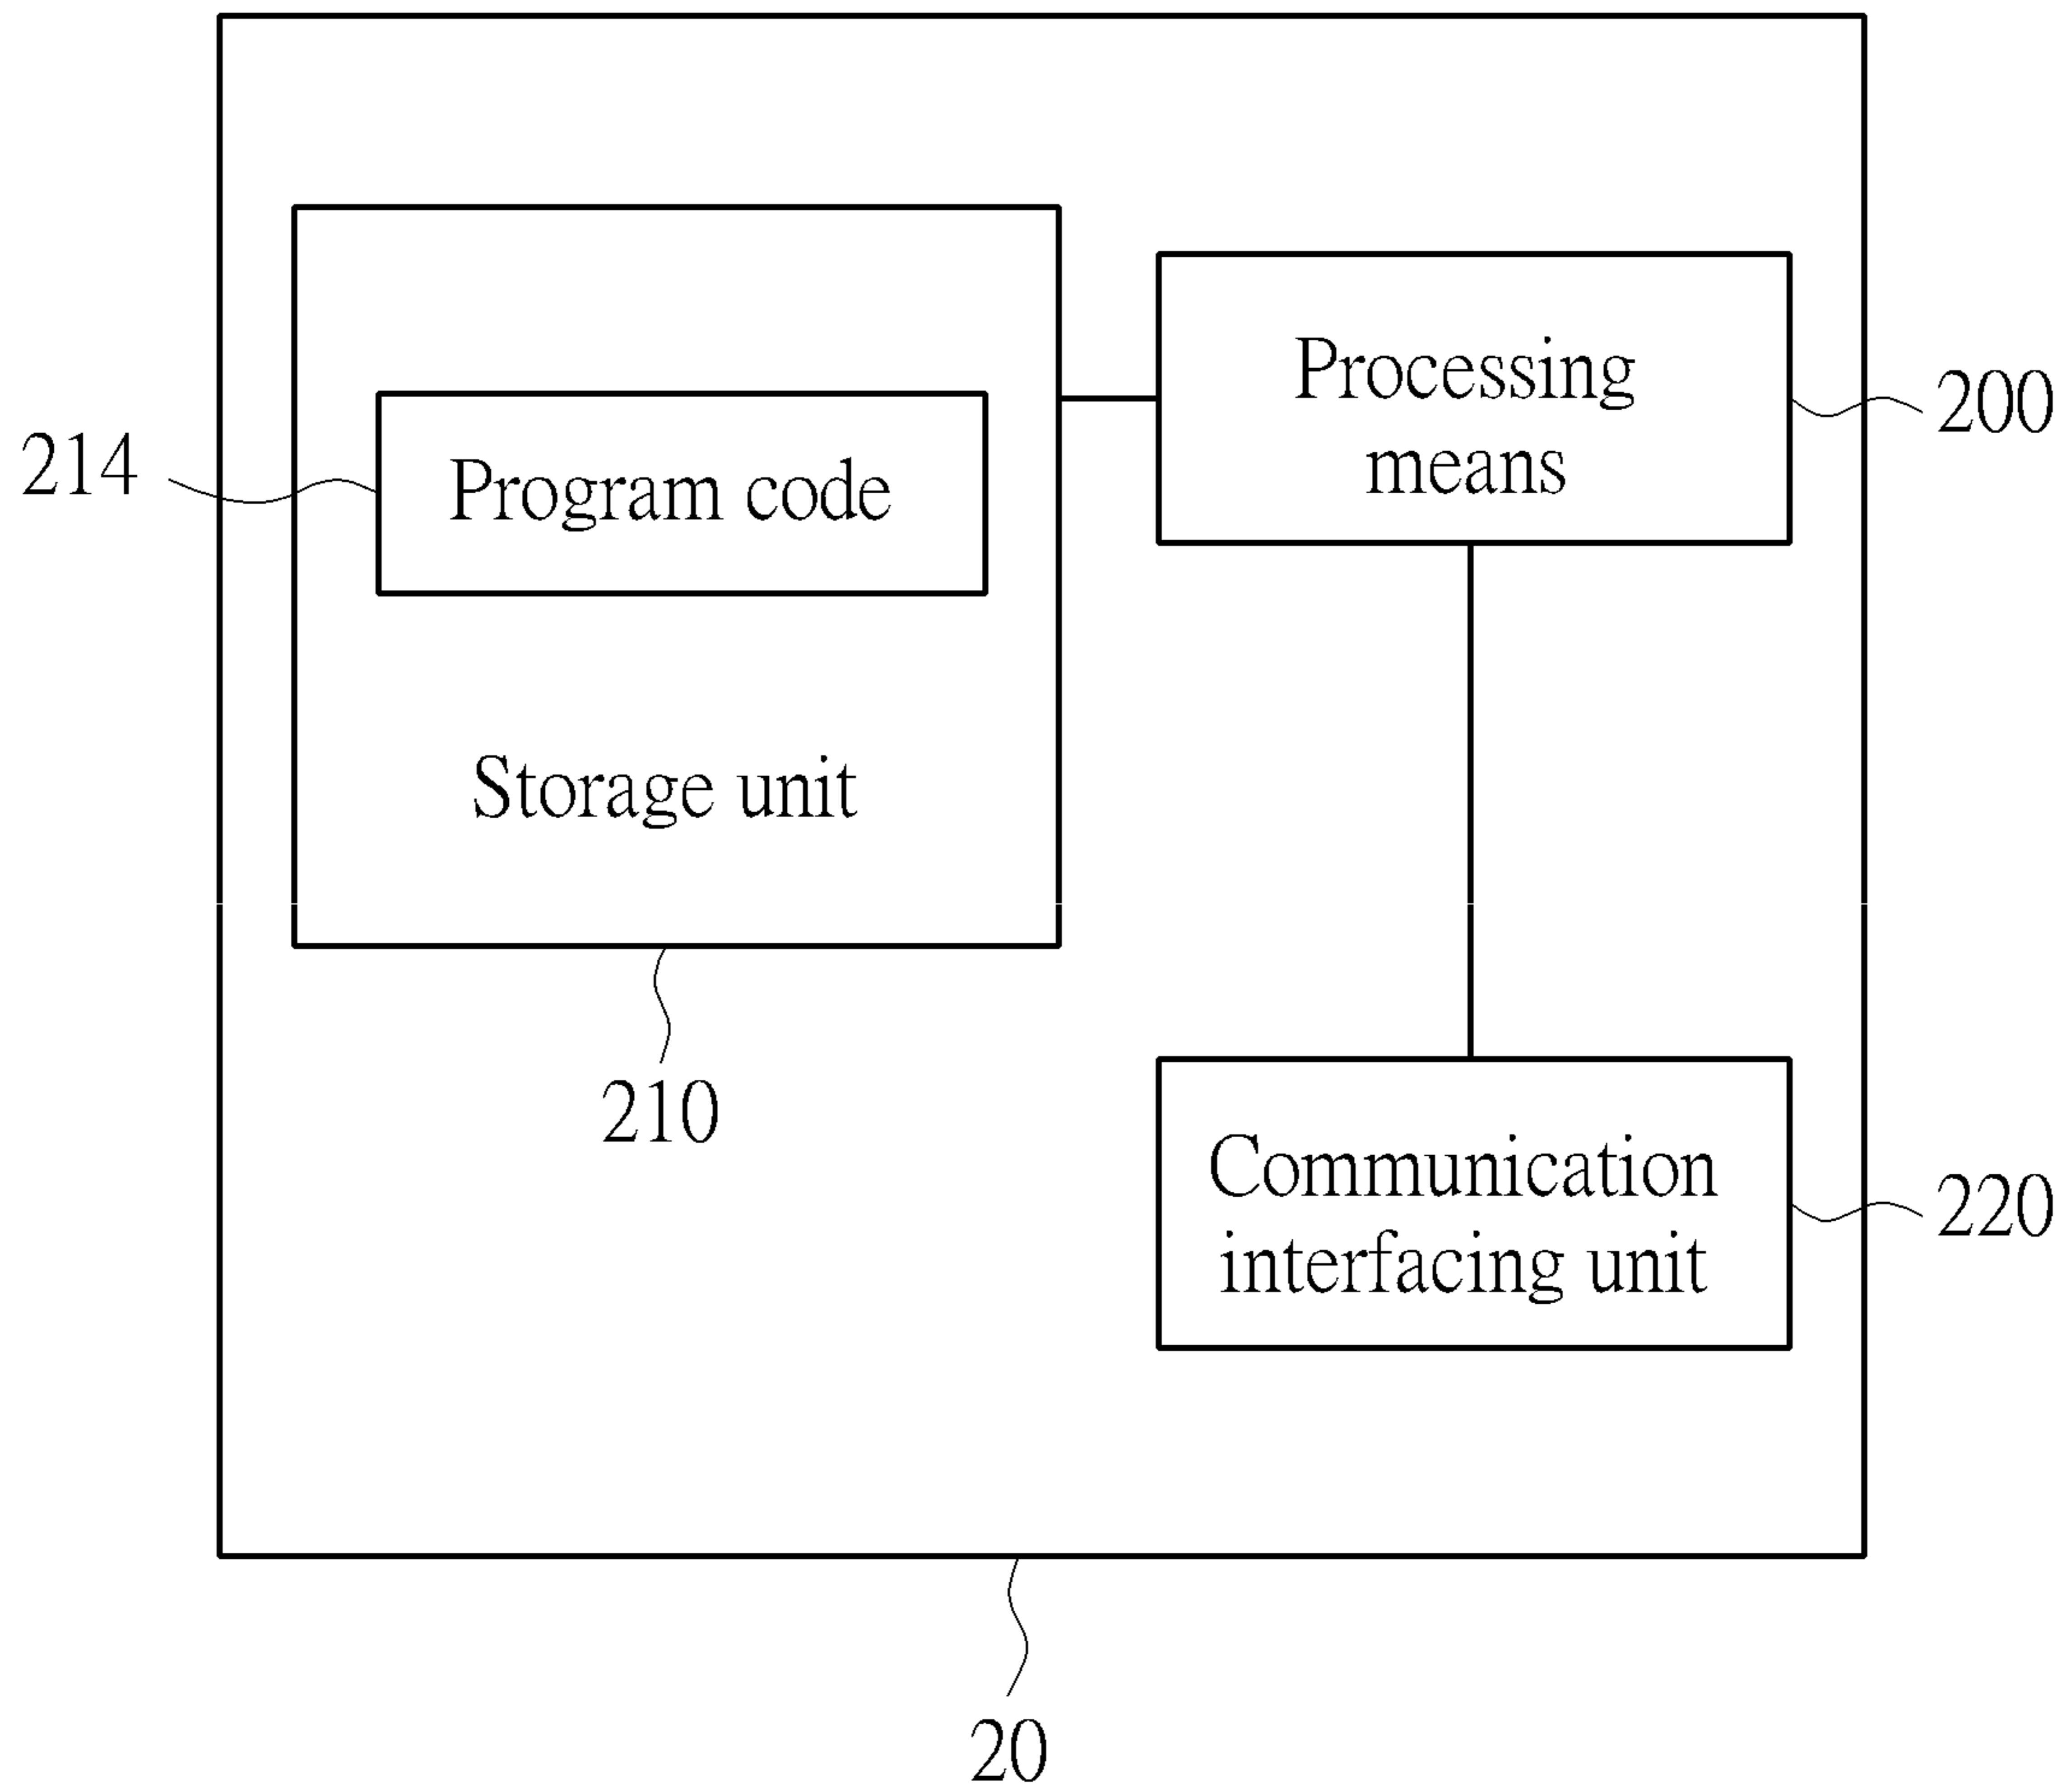 Processing
means
200
214
Program code
Storage unit
210
Communication
interfacing unit
220
20